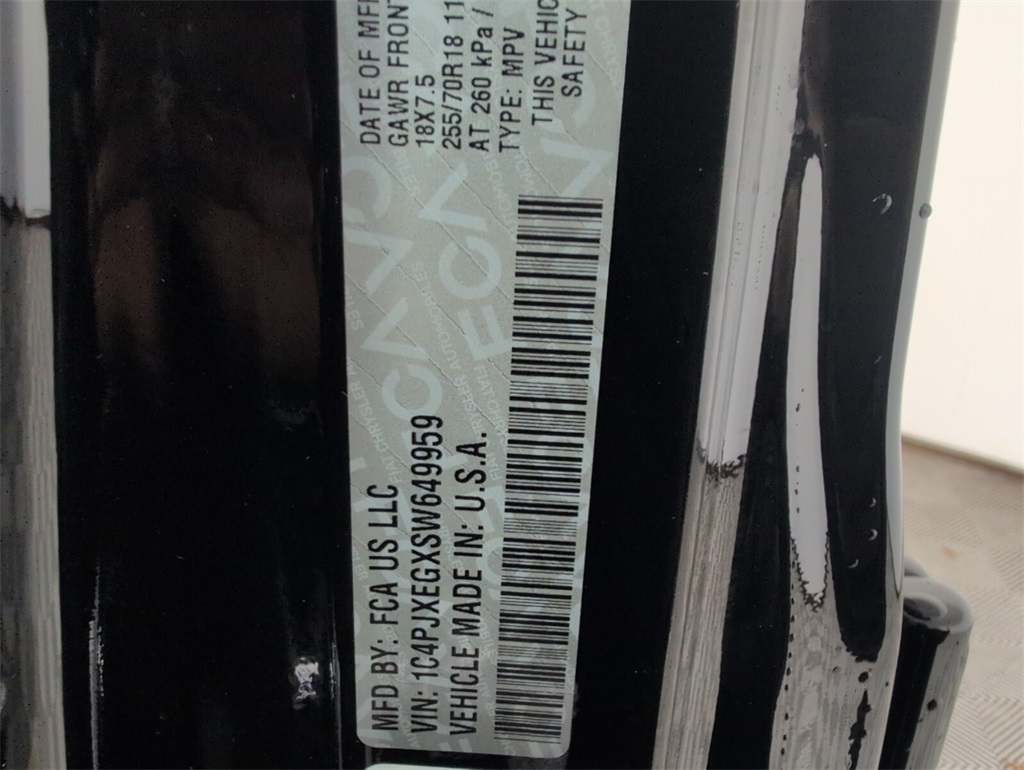 MFD BY: FCA US LLC
DATE OF MFR
VIN: 1C4PJXEGXSW649959
GAWR FRONT
VEHICLE MADE IN: U.S.A.
18X7.5
255/70R18 11
AT 260 kPa /
TYPE: MPV
THIS VEHIC
SAFETY